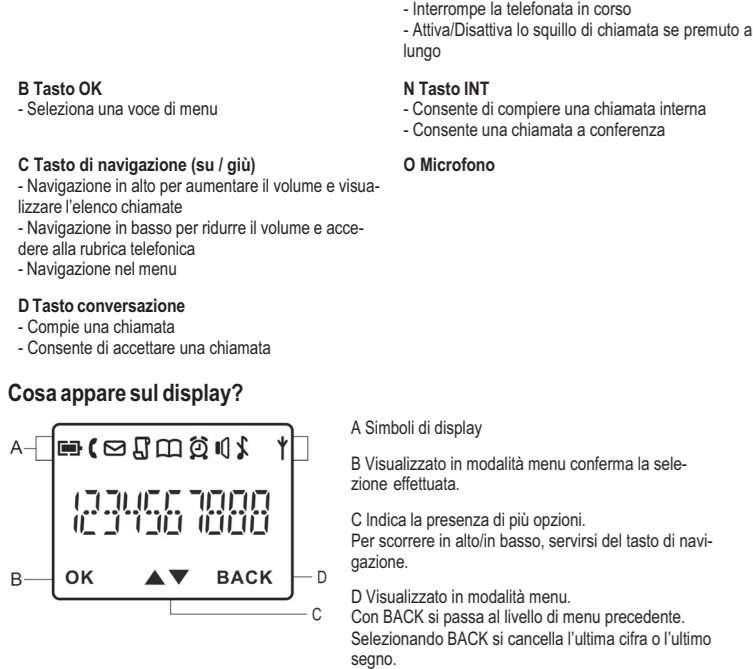 - Interrompe la telefonata in corso
- Attiva/Disattiva lo squillo di chiamata se premuto a
lungo
B Tasto OK
- Seleziona una voce di menu
N Tasto INT
- Consente di compiere una chiamata interna
- Consente una chiamata a conferenza
C Tasto di navigazione (su / giù)
- Navigazione in alto per aumentare il volume e visua-
lizzare l'elenco chiamate
- Navigazione in basso per ridurre il volume e acce-
dere alla rubrica telefonica
- Navigazione nel menu
O Microfono
D Tasto conversazione
- Compie una chiamata
- Consente di accettare una chiamata
Cosa appare sul display?
A
1234567888
B
OK
BACK
D
C
A Simboli di display
B Visualizzato in modalità menu conferma la sele-
zione effettuata.
C Indica la presenza di più opzioni.
Per scorrere in alto/in basso, servirsi del tasto di navi-
gazione.
D Visualizzato in modalità menu.
Con BACK si passa al livello di menu precedente.
Selezionando BACK si cancella l'ultima cifra o l'ultimo
segno.